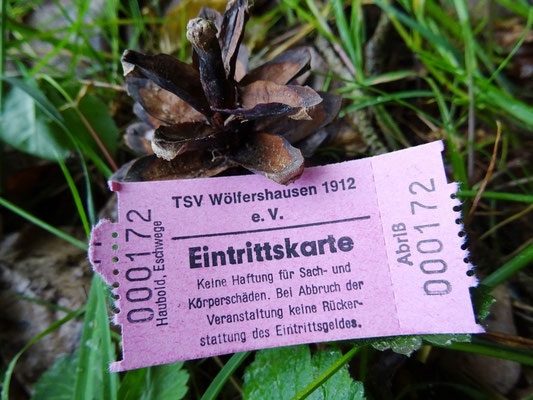 TSV Wölfershausen 1912
e. V.
Eintrittskarte
Keine Haftung für Sach- und
Körperschäden. Bei Abbruch der
Veranstaltung keine Rücker-
stattung des Eintrittsgeldes.
000172
Haubold, Eschwege
Abriß
000172